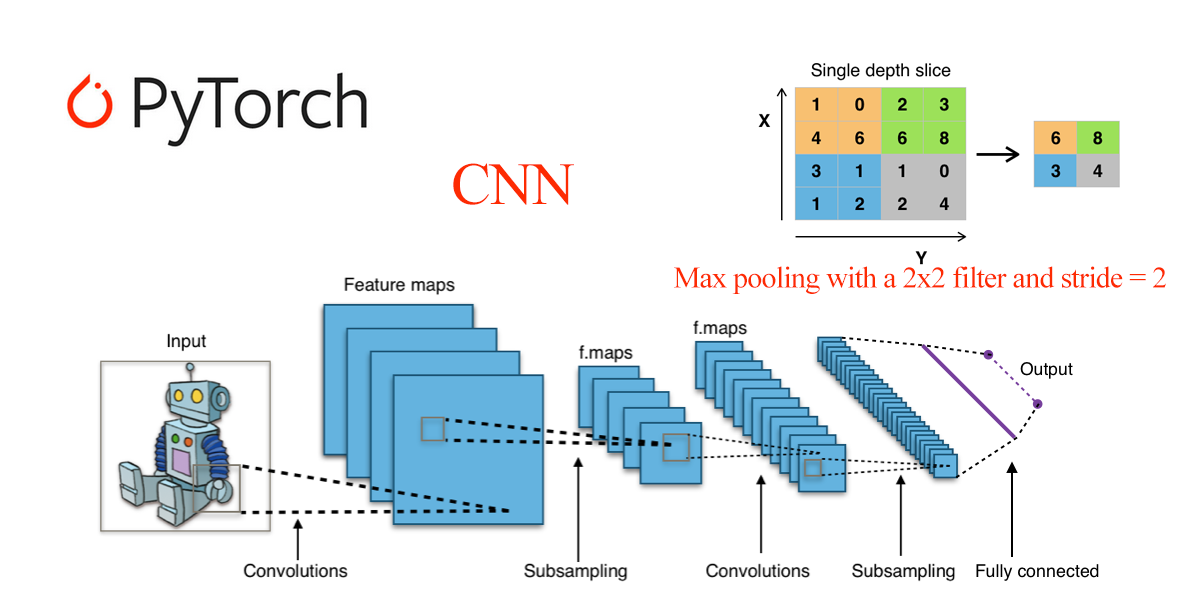 PyTorch
CNN
Single depth slice
X
1 0 2 3
4 6 6 8
3 1 1 0
1 2 2 4
6 8
3 4
Y
Max pooling with a 2x2 filter and stride = 2
Feature maps
Input
f.maps
f.maps
Output
Convolutions
Subsampling
Convolutions
Subsampling
Fully connected